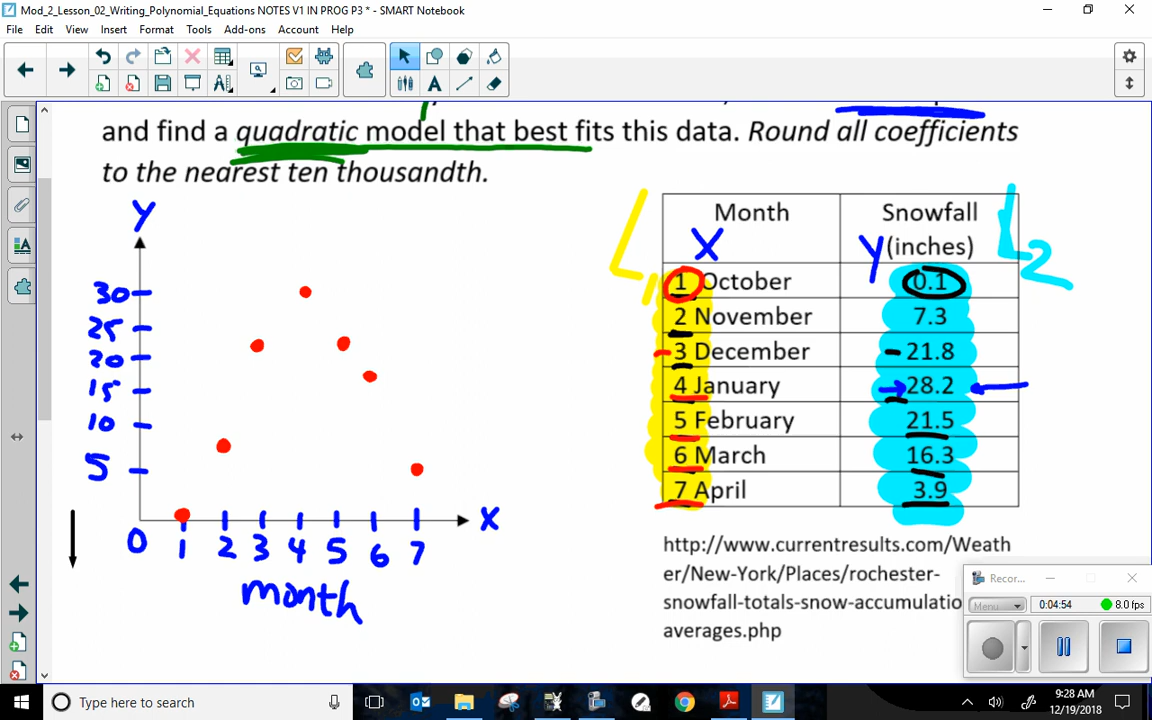 Mod_2_Lesson_02_Writing_Polynomial_Equations NOTES V1 IN PROG P3 * - SMART Notebook
File Edit View Insert Format Tools Add-ons Account Help
and find a quadratic model that best fits this data. Round all coefficients
to the nearest ten thousandth.
Y
30
25
20
15
10
5
0 1 2 3 4 5 6 7 X
month
L1 L2
Month Snowfall
X Y (inches)
1 October 0.1
2 November 7.3
3 December 21.8
4 January 28.2
5 February 21.5
6 March 16.3
7 April 3.9
http://www.currentresults.com/Weath
er/New-York/Places/rochester-
snowfall-totals-snow-accumulatio
averages.php
Recor...
Menu 0:04:54 8.0 fps
Type here to search
9:28 AM
12/19/2018